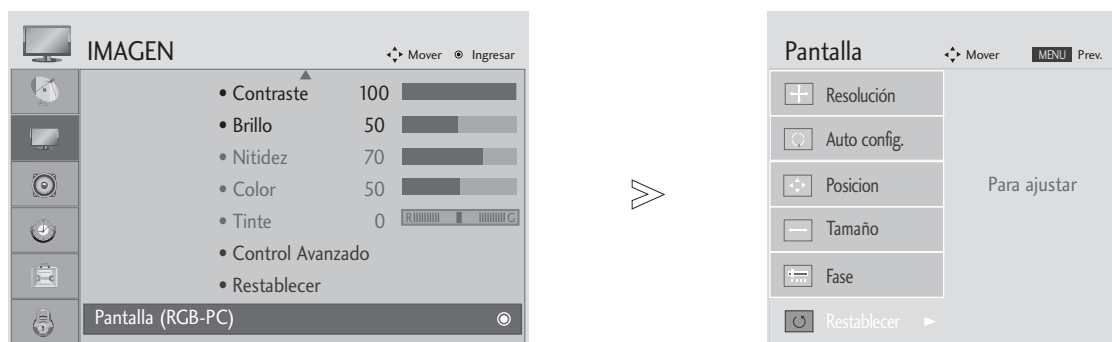 IMAGEN
Mover Ingresar
• Contraste 100
• Brillo 50
• Nitidez 70
• Color 50
• Tinte 0 R G
• Control Avanzado
• Restablecer
Pantalla (RGB-PC)
Pantalla
Mover MENU Prev.
Resolución
Auto config.
Posicion
Para ajustar
Tamaño
Fase
Restablecer